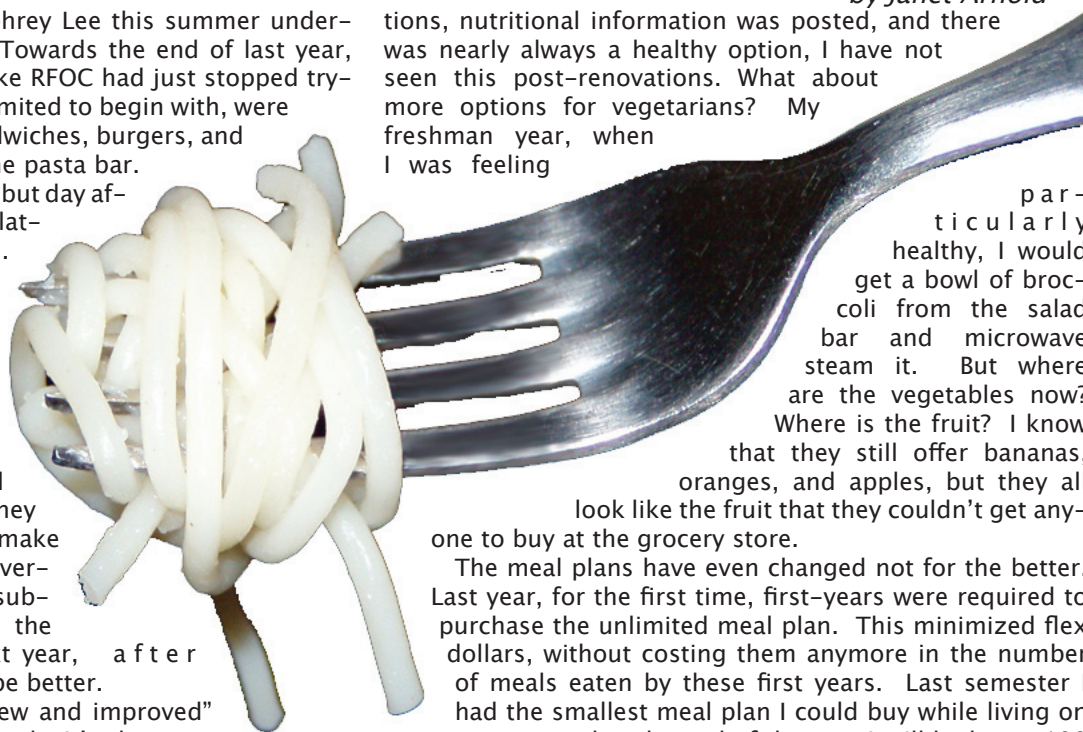 hrey Lee this summer under-
Towards the end of last year,
ke RFOC had just stopped try-
mited to begin with, were
dwiches, burgers, and
e pasta bar.
but day af-
lat-
.
hey
make
ver-
sub-
the
t year, after
be better.
ew and improved"
by Janet Arnold
tions, nutritional information was posted, and there
was nearly always a healthy option, I have not
seen this post-renovations. What about
more options for vegetarians? My
freshman year, when
I was feeling
par-
ticularly
healthy, I would
get a bowl of broc-
coli from the salad
bar and microwave
steam it. But where
are the vegetables now?
Where is the fruit? I know
that they still offer bananas,
oranges, and apples, but they al
look like the fruit that they couldn't get any-
one to buy at the grocery store.
The meal plans have even changed not for the better.
Last year, for the first time, first-years were required to
purchase the unlimited meal plan. This minimized flex
dollars, without costing them anymore in the number
of meals eaten by these first years. Last semester I
had the smallest meal plan I could buy while living on